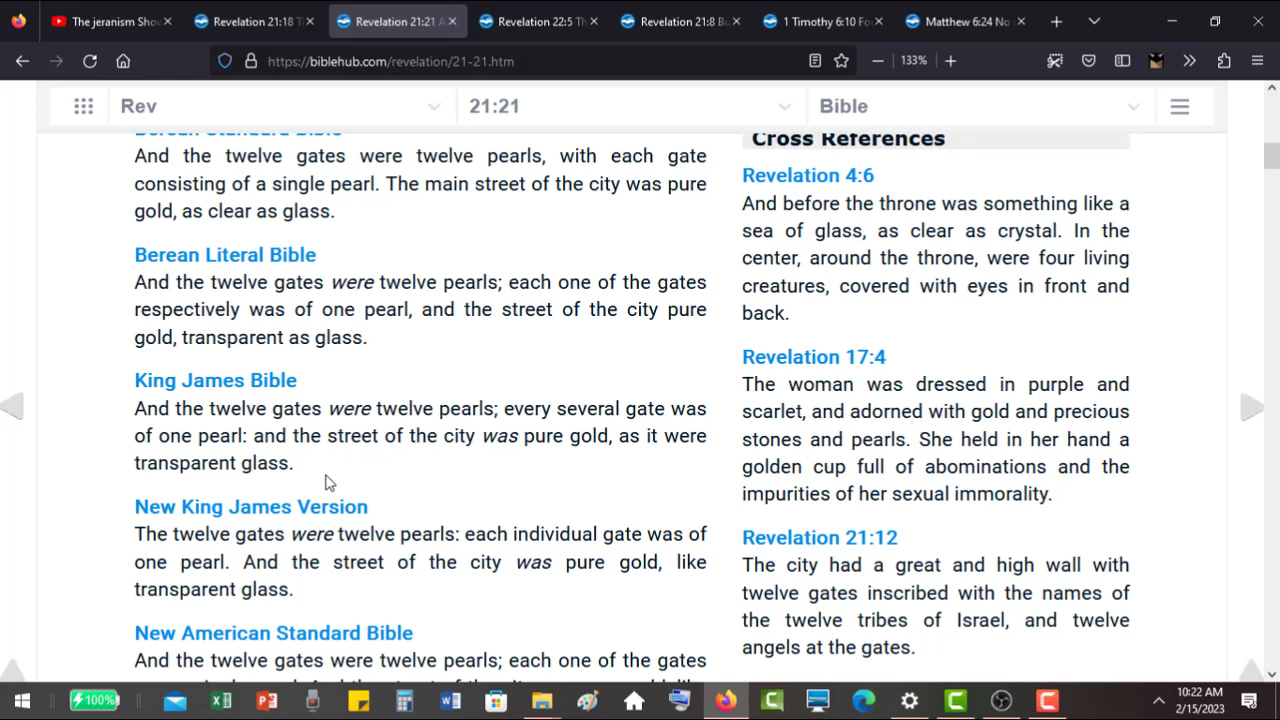 The jeranism Shov
Revelation 21:18 T
Revelation 21:21 A
Revelation 22:5 Th
Revelation 21:8 Bu
1 Timothy 6:10 Fo
Matthew 6:24 No
https://biblehub.com/revelation/21-21.htm
133%
Rev
21:21
Bible
Berean Standard Bible
And the twelve gates were twelve pearls, with each gate
consisting of a single pearl. The main street of the city was pure
gold, as clear as glass.
Berean Literal Bible
And the twelve gates were twelve pearls; each one of the gates
respectively was of one pearl, and the street of the city pure
gold, transparent as glass.
King James Bible
And the twelve gates were twelve pearls; every several gate was
of one pearl: and the street of the city was pure gold, as it were
transparent glass.
New King James Version
The twelve gates were twelve pearls: each individual gate was of
one pearl. And the street of the city was pure gold, like
transparent glass.
New American Standard Bible
And the twelve gates were twelve pearls; each one of the gates
Cross References
Revelation 4:6
And before the throne was something like a
sea of glass, as clear as crystal. In the
center, around the throne, were four living
creatures, covered with eyes in front and
back.
Revelation 17:4
The woman was dressed in purple and
scarlet, and adorned with gold and precious
stones and pearls. She held in her hand a
golden cup full of abominations and the
impurities of her sexual immorality.
Revelation 21:12
The city had a great and high wall with
twelve gates inscribed with the names of
the twelve tribes of Israel, and twelve
angels at the gates.
100%
10:22 AM
2/15/2023